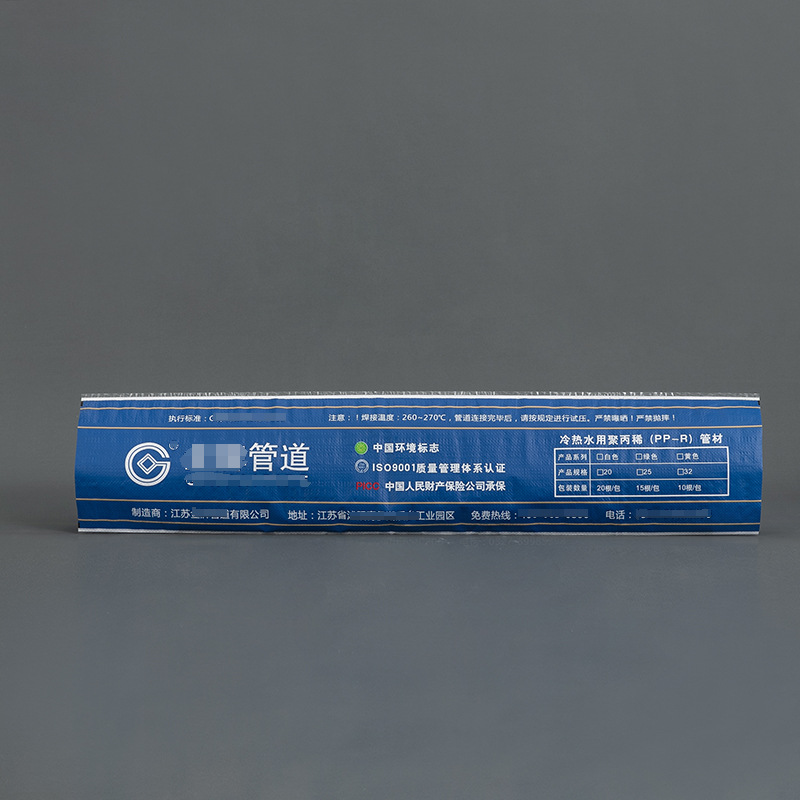 执行标准：G
注意：！焊接温度：260~270℃，管道连接完毕后，请按规定进行试压。严禁曝晒！严禁抛摔！
管道
中国环境标志
ISO9001质量管理体系认证
PICC 中国人民财产保险公司承保
冷热水用聚丙稀（PP-R）管材
产品系列 □白色 □绿色 □黄色
产品规格 □20 □25 □32
包装数量 20根/包 15根/包 10根/包
制造商：江苏 管道有限公司 地址：江苏省 工业园区 免费热线： 电话：